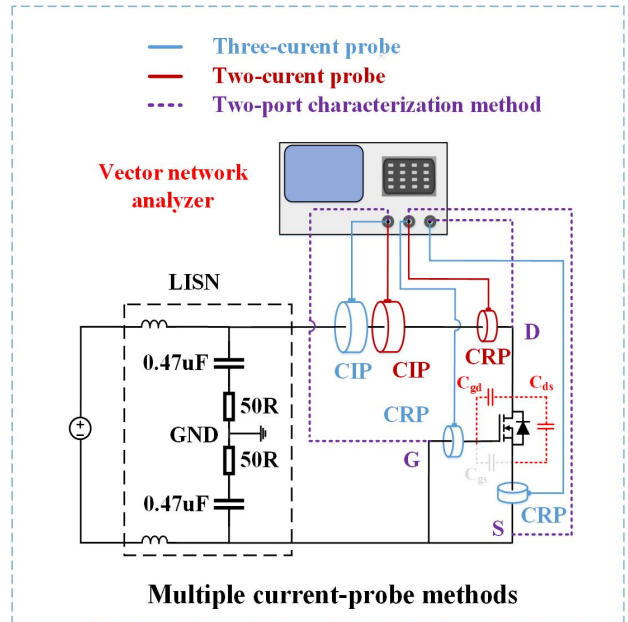 Three-curent probe
Two-curent probe
Two-port characterization method
Vector network
analyzer
LISN
0.47uF
50R
GND
50R
0.47uF
CIP
CIP
CRP
D
CRP
G
Cgd
Cds
Cgs
S
CRP
Multiple current-probe methods